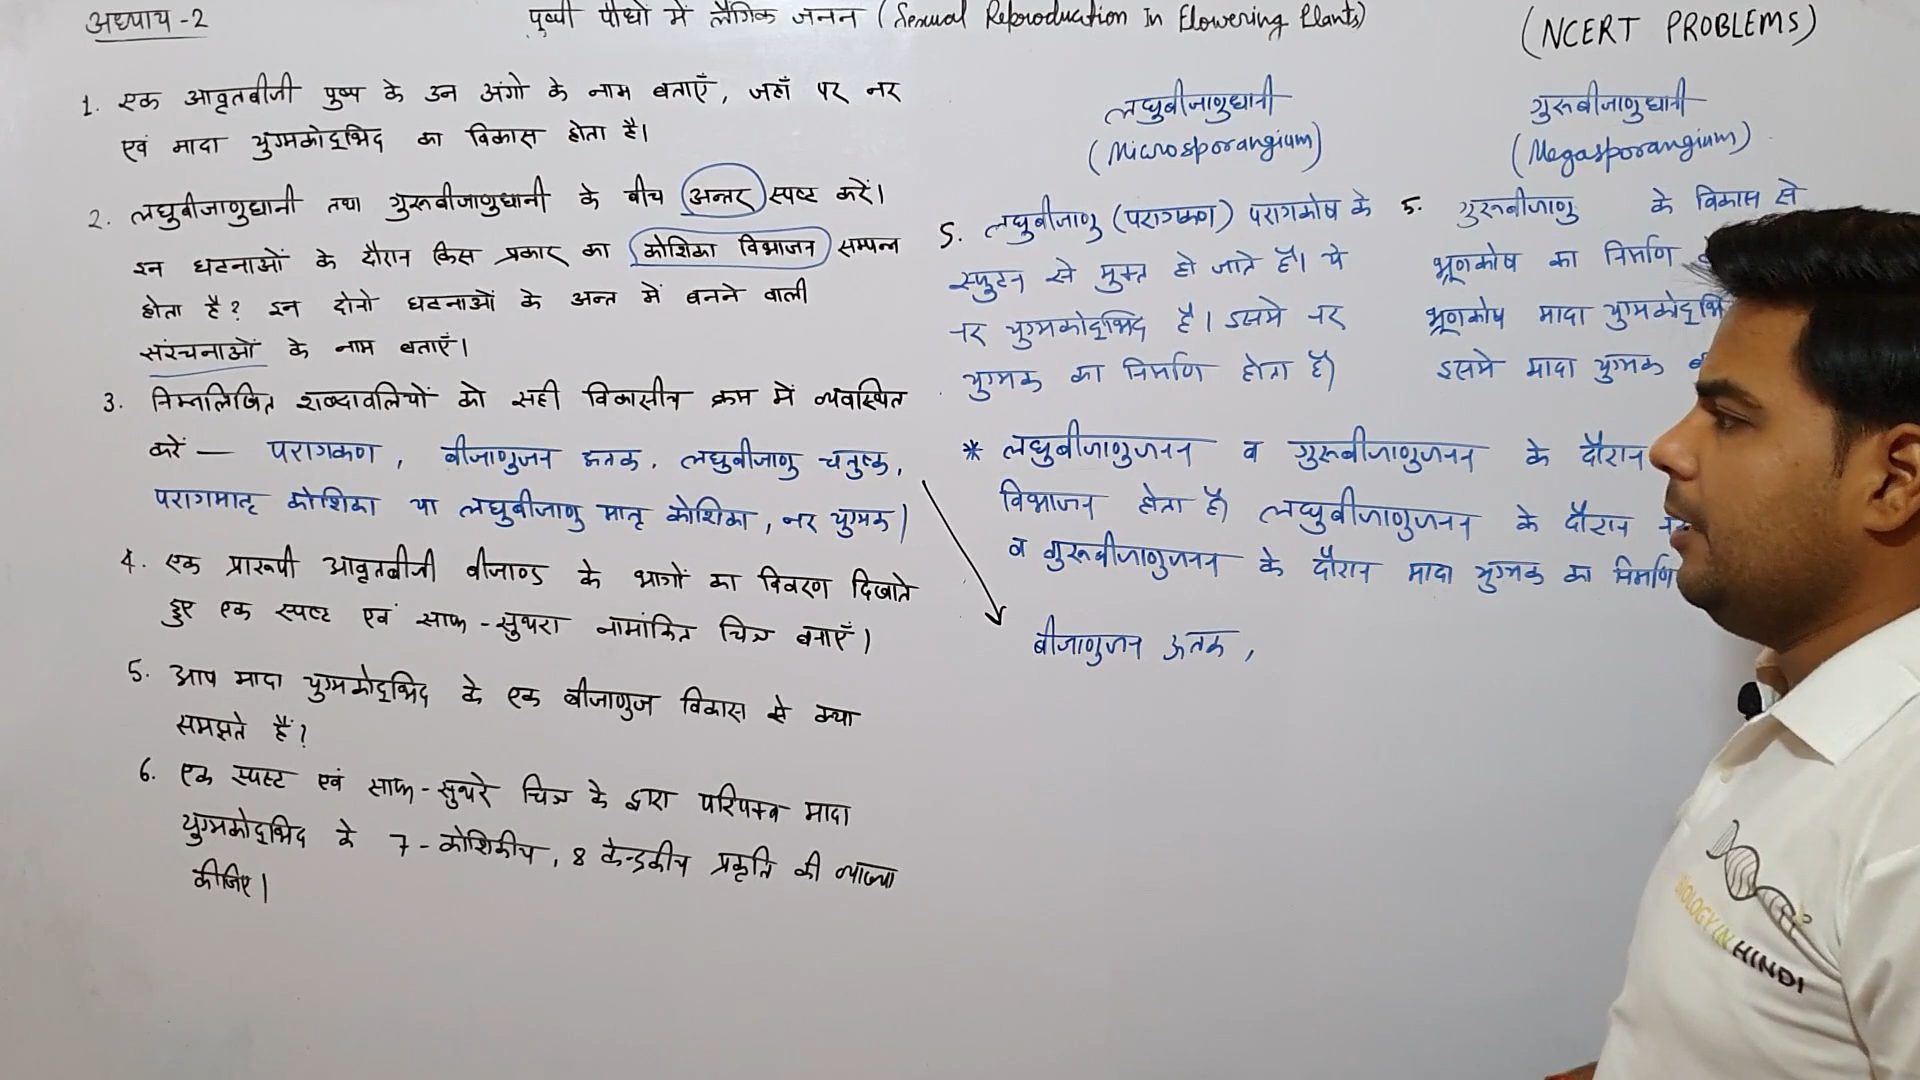 अध्याय-2
पुष्पी पौधों में लैंगिक जनन (Sexual Reproduction In Flowering Plants)
(NCERT PROBLEMS)
1. एक आवृतबीजी पुष्प के उन अंगो के नाम बताएँ, जहाँ पर नर
एवं मादा युग्मकोद्भिद का विकास होता है।
2. लघुबीजाणुधानी तथा गुरूबीजाणुधानी के बीच अन्तर स्पष्ट करें।
इन घटनाओं के दौरान किस प्रकार का कोशिका विभाजन सम्पन्न
होता है? इन दोनो घटनाओं के अन्त में बनने वाली
संरचनाओं के नाम बताएँ।
3. निम्नलिखित शब्दावलियों को सही विकासीय क्रम में व्यवस्थित
करें — परागकण, बीजाणुजन ऊतक, लघुबीजाणु चतुष्क,
परागमातृ कोशिका या लघुबीजाणु मातृ कोशिका, नर युग्मक।
4. एक प्रारूपी आवृतबीजी बीजाण्ड के भागों का विवरण दिखाते
हुए एक स्पष्ट एवं साफ-सुथरा नामांकित चित्र बनाएँ।
5. आप मादा युग्मकोद्भिद के एक बीजाणुज विकास से क्या
समझते हैं?
6. एक स्पष्ट एवं साफ-सुथरे चित्र के द्वारा परिपक्व मादा
युग्मकोद्भिद के 7-कोशिकीय, 8 केन्द्रकीय प्रकृति की व्याख्या
कीजिए।
लघुबीजाणुधानी
(Microsporangium)
5. लघुबीजाणु (परागकण) परागकोष के
स्फुटन से मुक्त हो जाते है। ये
नर युग्मकोद्भिद है। इसमे नर
युग्मक का निर्माण होता है।
गुरूबीजाणुधानी
(Megasporangium)
5. गुरूबीजाणु के विकास से
भ्रूणकोष का निर्माण
भ्रूणकोष मादा
इसमे मादा युग्मक
* लघुबीजाणुजनन व गुरूबीजाणुजनन के दौरान
विभाजन होता है। लघुबीजाणुजनन के दौरान
व गुरूबीजाणुजनन के दौरान मादा युग्मक का निर्माण
बीजाणुजन ऊतक,
BIOLOGY IN HINDI